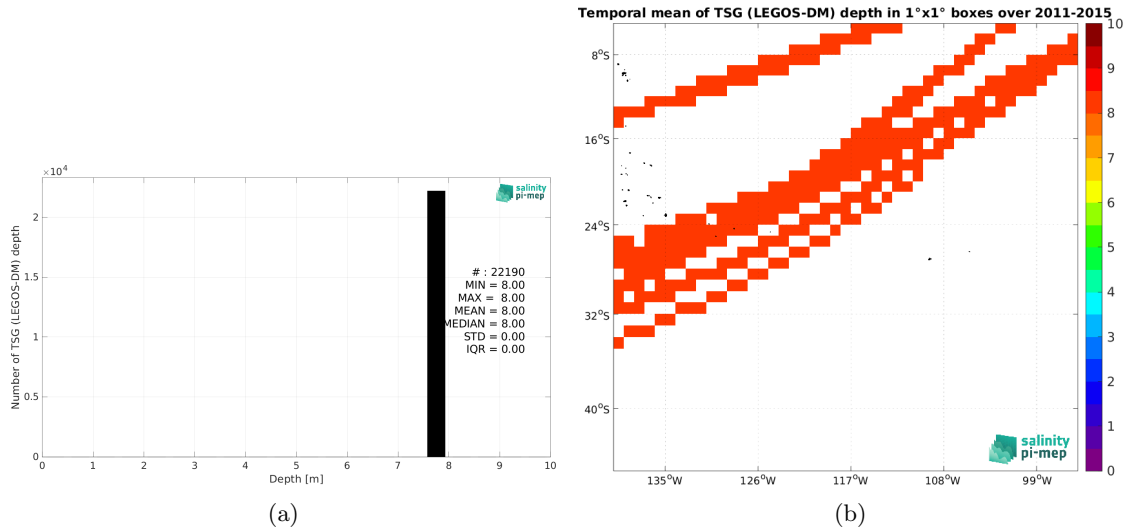 ×10⁴
2
1.5
1
0.5
0
Number of TSG (LEGOS-DM) depth
salinity
pi-mep
# : 22190
MIN = 8.00
MAX = 8.00
MEAN = 8.00
MEDIAN = 8.00
STD = 0.00
IQR = 0.00
0 1 2 3 4 5 6 7 8 9 10
Depth [m]
(a)
Temporal mean of TSG (LEGOS-DM) depth in 1°x1° boxes over 2011-2015
8°S
16°S
24°S
32°S
40°S
135°W 126°W 117°W 108°W 99°W
salinity
pi-mep
10
9
8
7
6
5
4
3
2
1
0
(b)